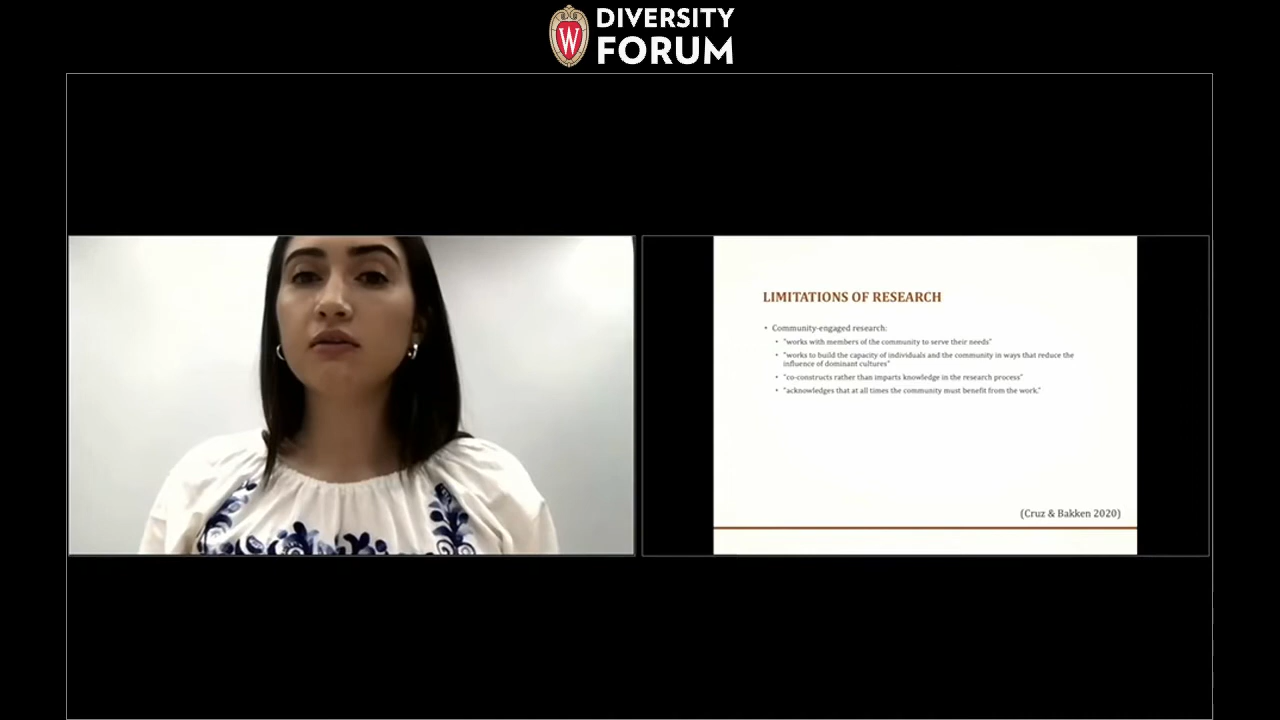 W
DIVERSITY
FORUM
LIMITATIONS OF RESEARCH
• Community-engaged research:
• "works with members of the community to serve their needs"
• "works to build the capacity of individuals and the community in ways that reduce the
influence of dominant cultures"
• "co-constructs rather than imparts knowledge in the research process"
• "acknowledges that at all times the community must benefit from the work."
(Cruz & Bakken 2020)